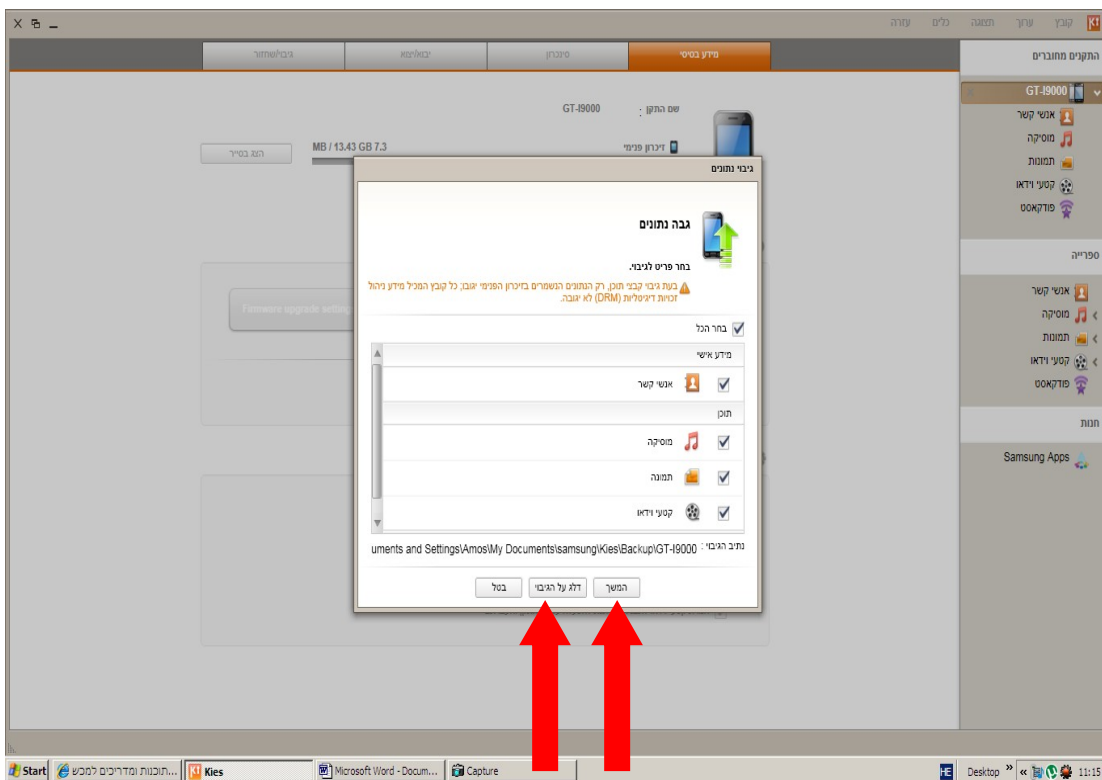 קובץ ערוך תצוגה כלים עזרה
התקנים מחוברים
GT-I9000
אנשי קשר
מוסיקה
תמונות
קטעי וידאו
פודקאסט
ספרייה
אנשי קשר
מוסיקה
תמונות
קטעי וידאו
פודקאסט
חנות
Samsung Apps
מידע בסיסי
סינכרון
יבוא/יצוא
גיבוי/שחזור
שם התקן : GT-I9000
זיכרון פנימי
MB / 13.43 GB 7.3
הצג בסייר
Firmware upgrade setting
גיבוי נתונים
גבה נתונים
בחר פריט לגיבוי.
בעת גיבוי קבצי תוכן, רק הנתונים הנשמרים בזיכרון הפנימי יגובו; כל קובץ המכיל מידע ניהול
זכויות דיגיטליות (DRM) לא יגובה.
בחר הכל
מידע אישי
אנשי קשר
תוכן
מוסיקה
תמונה
קטעי וידאו
נתיב הגיבוי : uments and Settings\Amos\My Documents\samsung\Kies\Backup\GT-I9000
המשך
דלג על הגיבוי
בטל
Start
תוכנות ומדריכים למכש...
Kies
Microsoft Word - Docum...
Capture
HE
Desktop
11:15